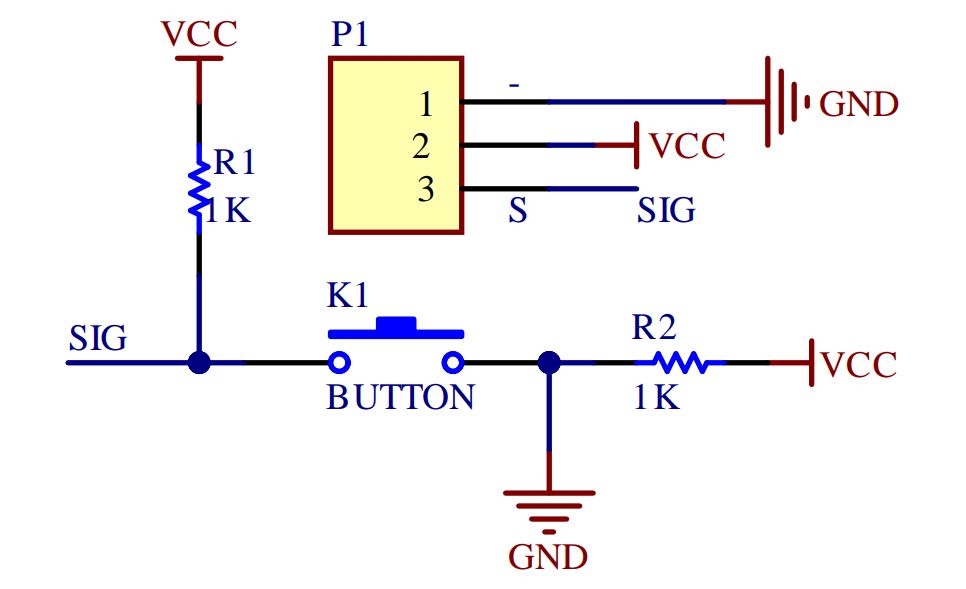 VCC
P1
1
-
GND
2
VCC
R1
1K
3
S
SIG
K1
SIG
R2
VCC
BUTTON
1K
GND